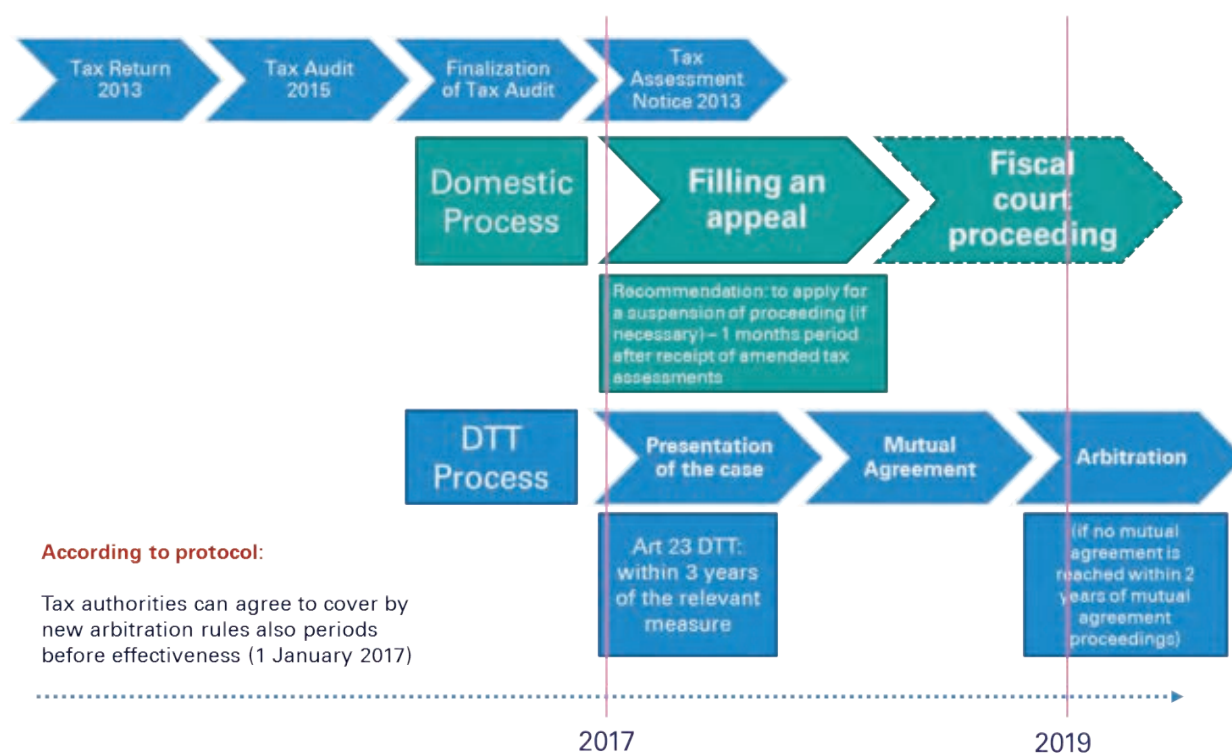 Tax Return
2013
Tax Audit
2015
Finalization
of Tax Audit
Tax
Assessment
Notice 2013
Domestic
Process
Filling an
appeal
Fiscal
court
proceeding
Recommendation: to apply for
a suspension of proceeding (if
necessary) – 1 months period
after receipt of amended tax
assessments
DTT
Process
Presentation
of the case
Mutual
Agreement
Arbitration
Art 23 DTT:
within 3 years
of the relevant
measure
(if no mutual
agreement is
reached within 2
years of mutual
agreement
proceedings)
According to protocol:
Tax authorities can agree to cover by
new arbitration rules also periods
before effectiveness (1 January 2017)
2017
2019